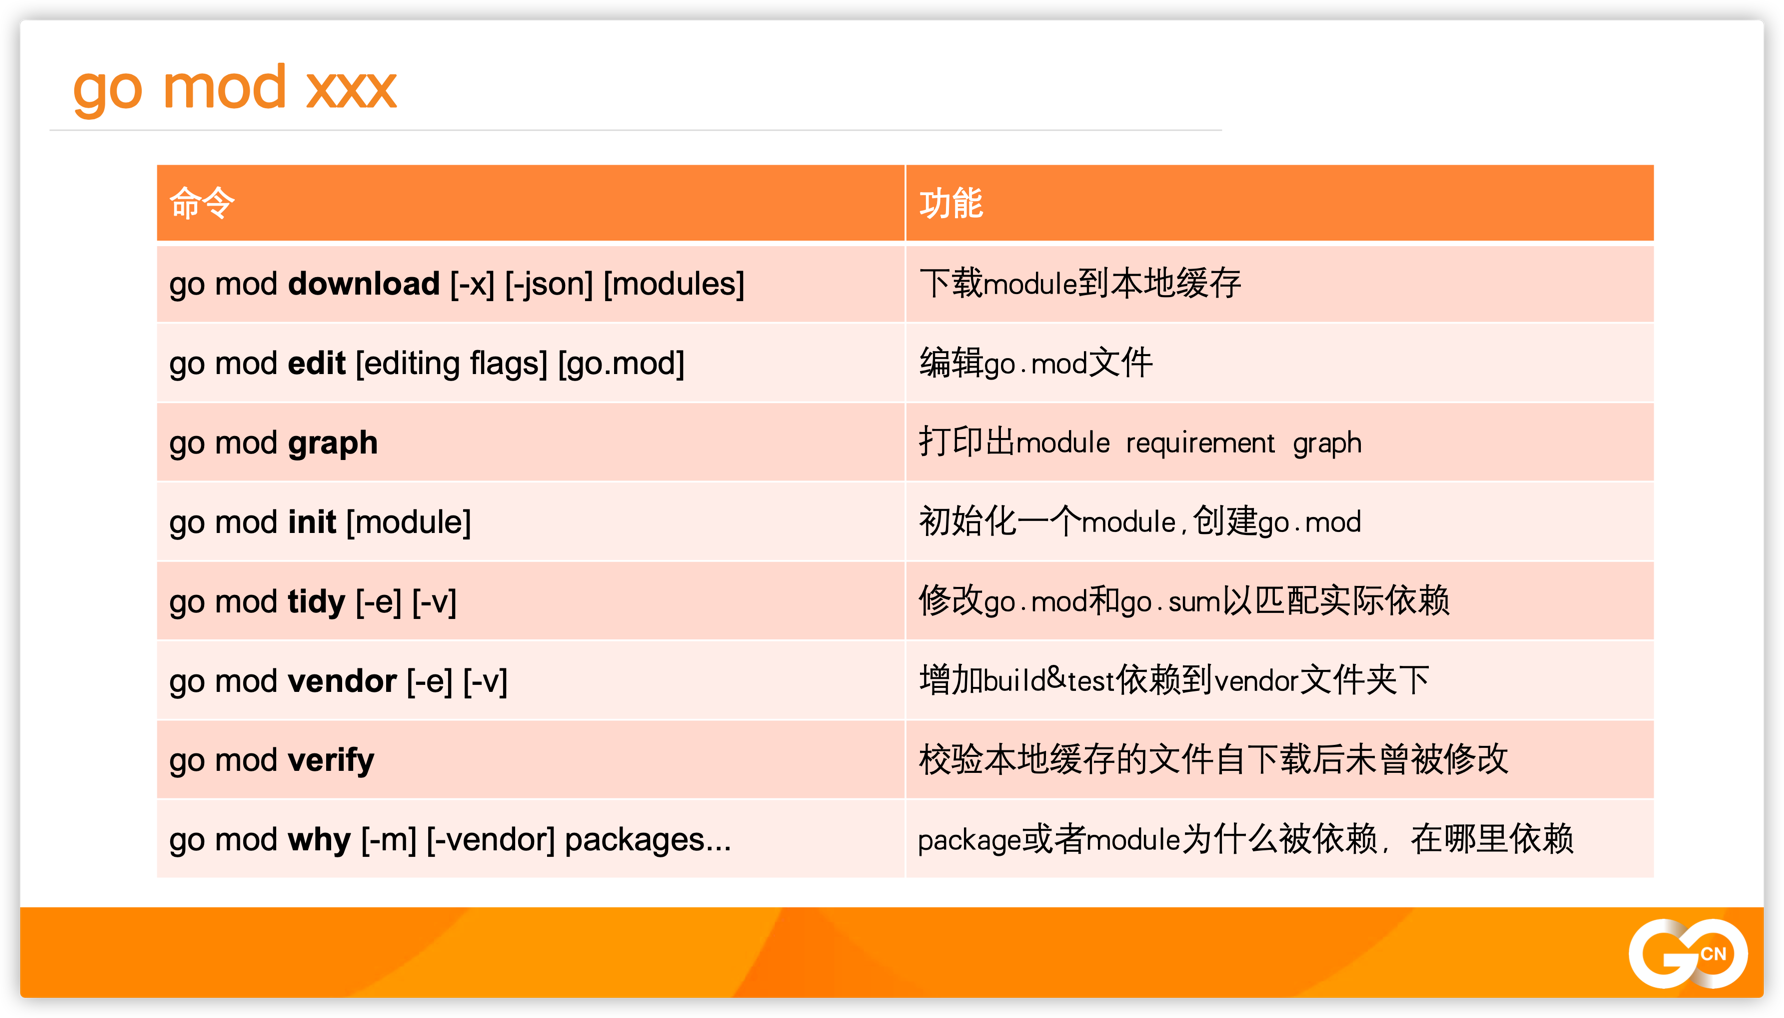 go mod xxx
命令 功能
go mod download [-x] [-json] [modules] 下载module到本地缓存
go mod edit [editing flags] [go.mod] 编辑go.mod文件
go mod graph 打印出module requirement graph
go mod init [module] 初始化一个module,创建go.mod
go mod tidy [-e] [-v] 修改go.mod和go.sum以匹配实际依赖
go mod vendor [-e] [-v] 增加build&test依赖到vendor文件夹下
go mod verify 校验本地缓存的文件自下载后未曾被修改
go mod why [-m] [-vendor] packages... package或者module为什么被依赖，在哪里依赖
GO CN